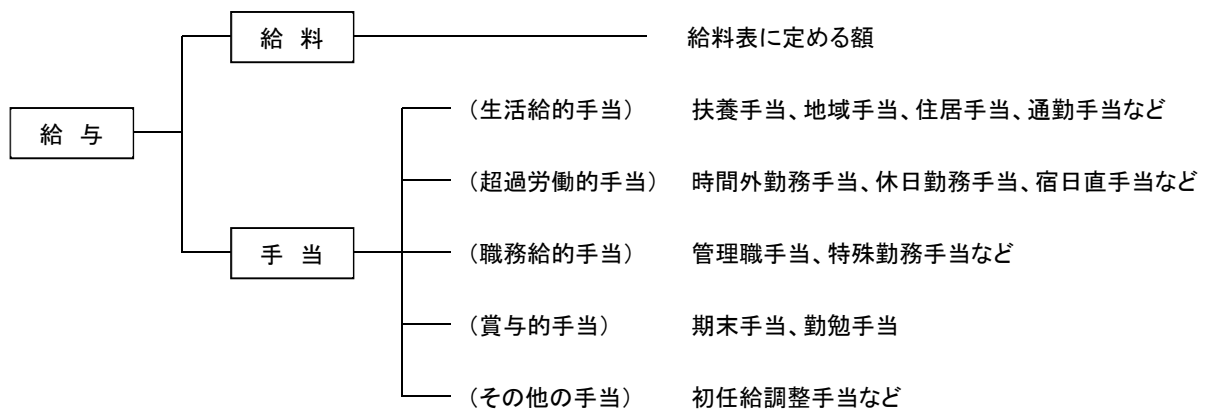 給 料 給料表に定める額
(生活給的手当) 扶養手当、地域手当、住居手当、通勤手当など
給 与
(超過労働的手当) 時間外勤務手当、休日勤務手当、宿日直手当など
手 当 (職務給的手当) 管理職手当、特殊勤務手当など
(賞与的手当) 期末手当、勤勉手当
(その他の手当) 初任給調整手当など